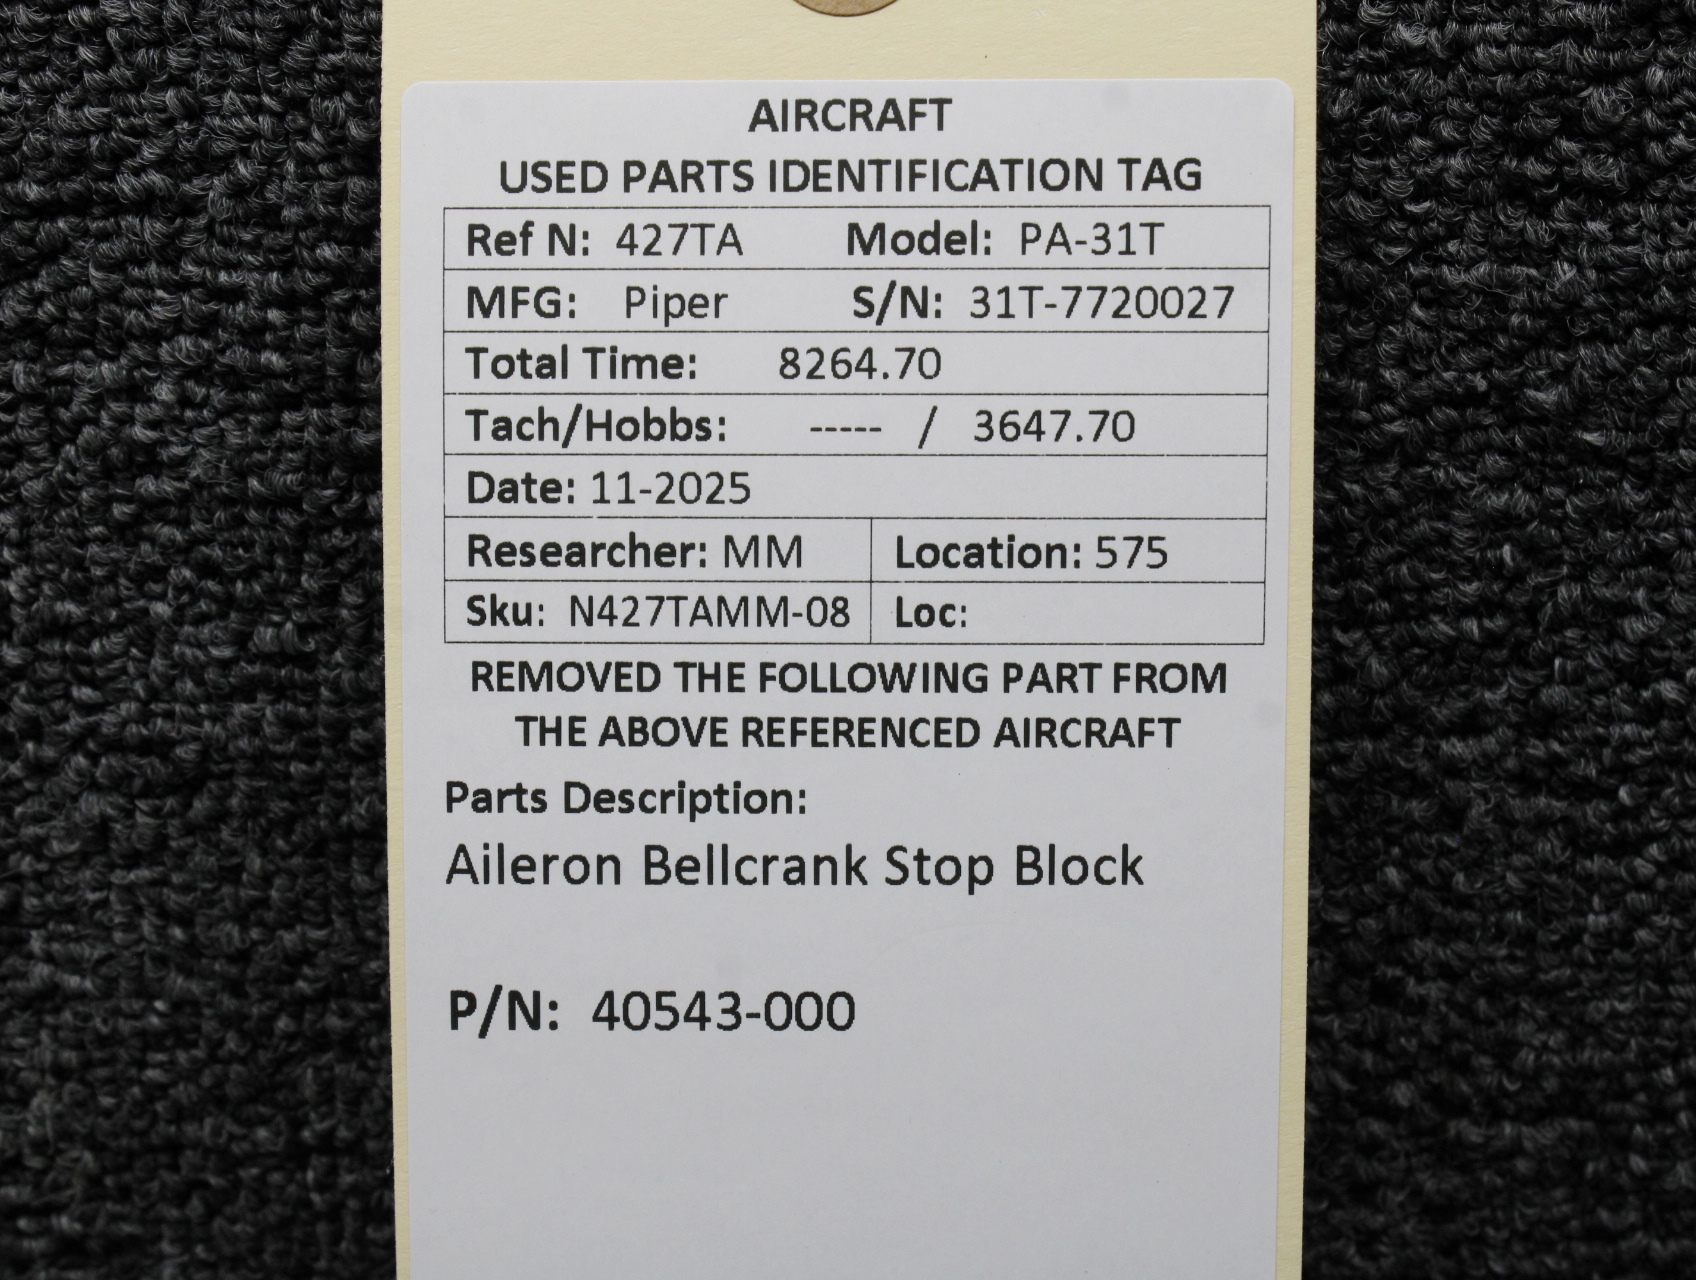 AIRCRAFT
USED PARTS IDENTIFICATION TAG
Ref N: 427TA Model: PA-31T
MFG: Piper S/N: 31T-7720027
Total Time: 8264.70
Tach/Hobbs: ----- / 3647.70
Date: 11-2025
Researcher: MM Location: 575
Sku: N427TAMM-08 Loc:
REMOVED THE FOLLOWING PART FROM
THE ABOVE REFERENCED AIRCRAFT
Parts Description:
Aileron Bellcrank Stop Block
P/N: 40543-000